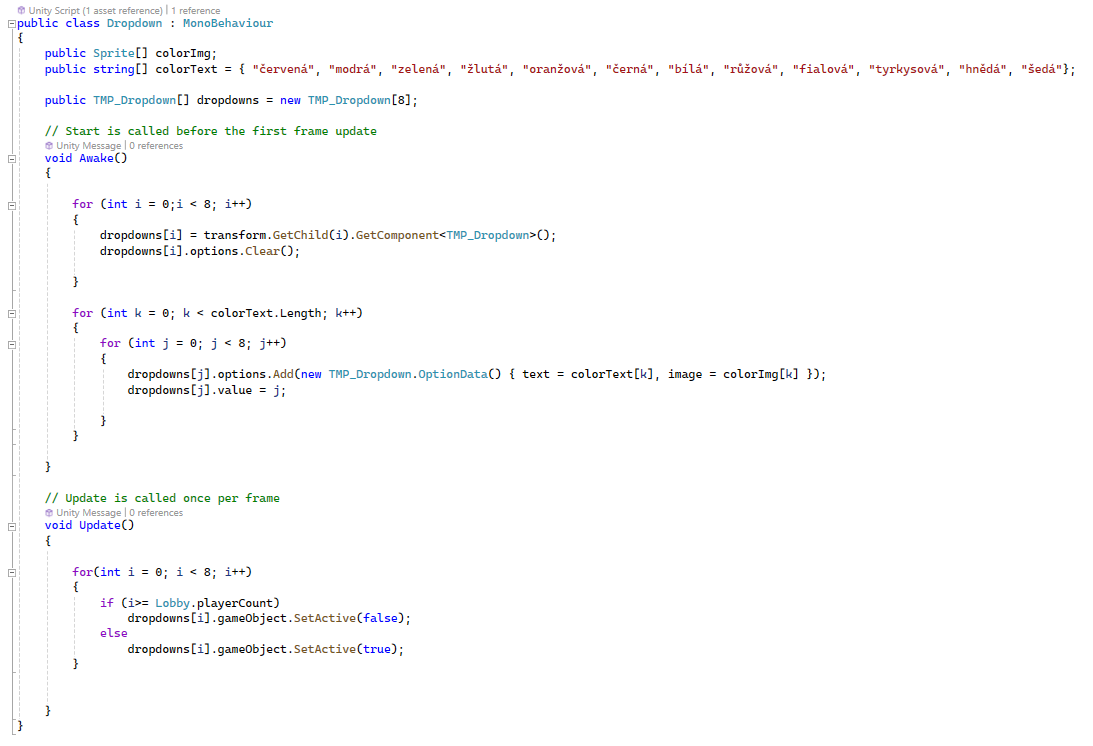 Unity Script (1 asset reference) | 1 reference
public class Dropdown : MonoBehaviour
{
    public Sprite[] colorImg;
    public string[] colorText = { "červená", "modrá", "zelená", "žlutá", "oranžová", "černá", "bílá", "růžová", "fialová", "tyrkysová", "hnědá", "šedá"};

    public TMP_Dropdown[] dropdowns = new TMP_Dropdown[8];

    // Start is called before the first frame update
    Unity Message | 0 references
    void Awake()
    {

        for (int i = 0;i < 8; i++)
        {
            dropdowns[i] = transform.GetChild(i).GetComponent<TMP_Dropdown>();
            dropdowns[i].options.Clear();

        }

        for (int k = 0; k < colorText.Length; k++)
        {
            for (int j = 0; j < 8; j++)
            {
                dropdowns[j].options.Add(new TMP_Dropdown.OptionData() { text = colorText[k], image = colorImg[k] });
                dropdowns[j].value = j;

            }
        }

    }

    // Update is called once per frame
    Unity Message | 0 references
    void Update()
    {

        for(int i = 0; i < 8; i++)
        {
            if (i>= Lobby.playerCount)
                dropdowns[i].gameObject.SetActive(false);
            else
                dropdowns[i].gameObject.SetActive(true);
        }


    }
}